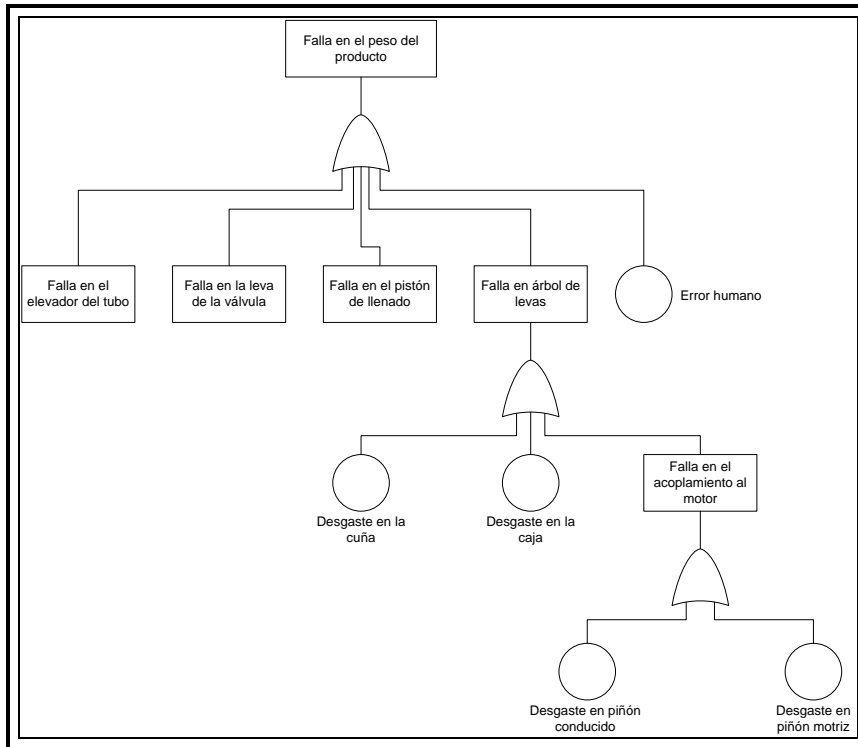 Falla en el peso del
producto
Falla en el
elevador del tubo
Falla en la leva
de la válvula
Falla en el pistón
de llenado
Falla en árbol de
levas
Error humano
Desgaste en la
cuña
Desgaste en la
caja
Falla en el
acoplamiento al
motor
Desgaste en piñón
conducido
Desgaste en
piñón motriz